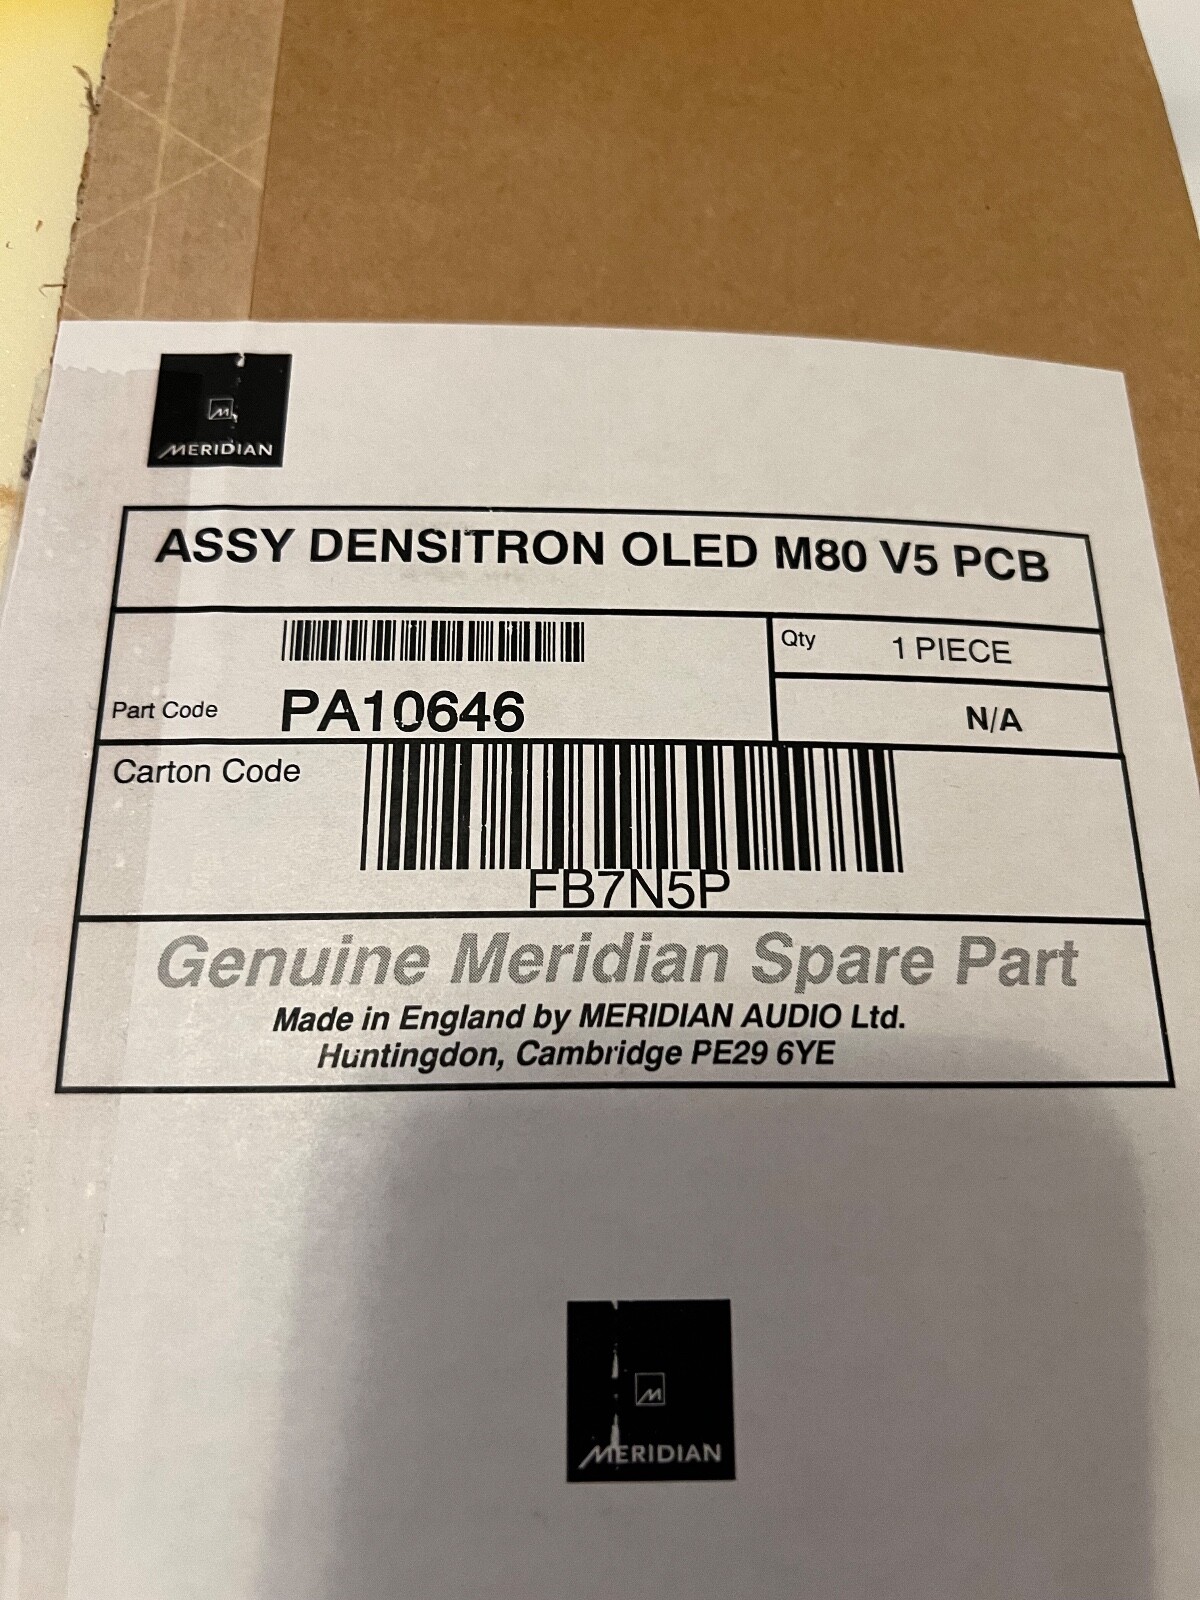 M
MERIDIAN
ASSY DENSITRON OLED M80 V5 PCB
Qty 1 PIECE
Part Code PA10646
N/A
Carton Code
FB7N5P
Genuine Meridian Spare Part
Made in England by MERIDIAN AUDIO Ltd.
Huntingdon, Cambridge PE29 6YE
M
MERIDIAN